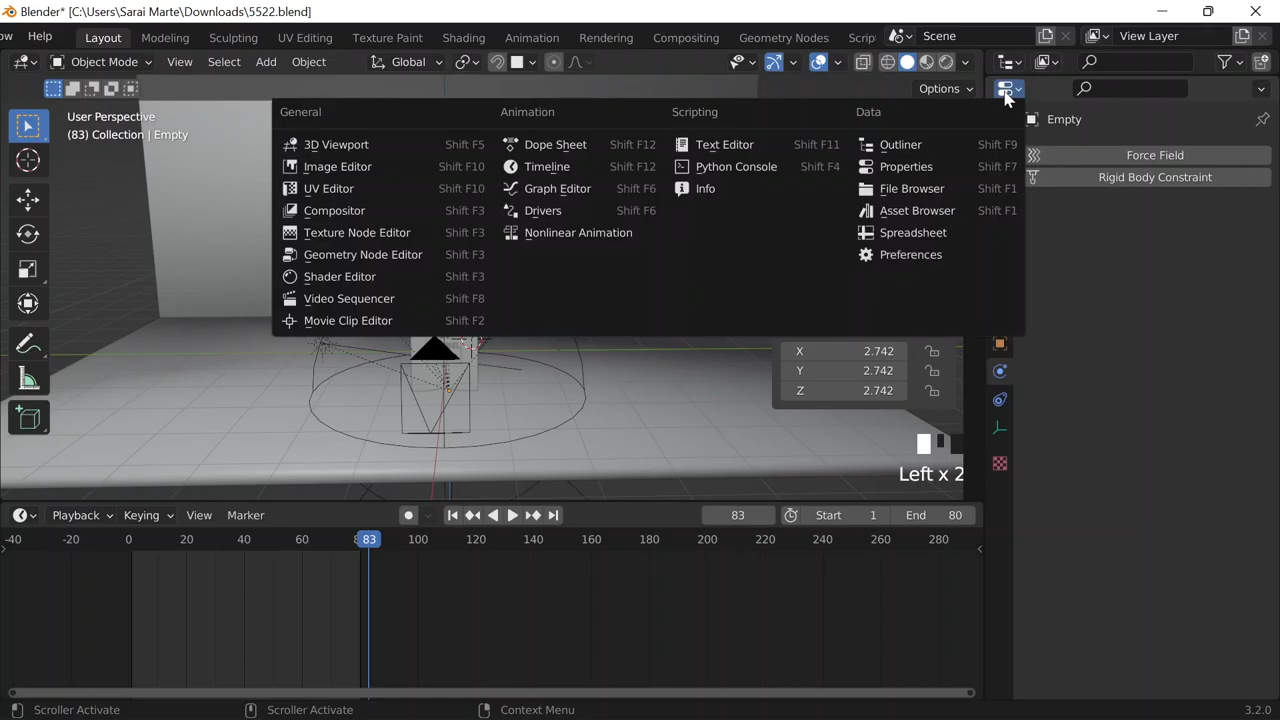 Blender* [C:\Users\Sarai Marte\Downloads\5522.blend]
ow Help Layout Modeling Sculpting UV Editing Texture Paint Shading Animation Rendering Compositing Geometry Nodes Scrip Scene View Layer
Object Mode View Select Add Object Global
Options
User Perspective
(83) Collection | Empty
General Animation Scripting Data
3D Viewport Shift F5 Dope Sheet Shift F12 Text Editor Shift F11 Outliner Shift F9
Image Editor Shift F10 Timeline Shift F12 Python Console Shift F4 Properties Shift F7
UV Editor Shift F10 Graph Editor Shift F6 Info File Browser Shift F1
Compositor Shift F3 Drivers Shift F6 Asset Browser Shift F1
Texture Node Editor Shift F3 Nonlinear Animation Spreadsheet
Geometry Node Editor Shift F3 Preferences
Shader Editor Shift F3
Video Sequencer Shift F8
Movie Clip Editor Shift F2
Empty
Force Field
Rigid Body Constraint
X 2.742
Y 2.742
Z 2.742
Left x 2
Playback Keying View Marker 83 Start 1 End 80
-40 -20 0 20 40 60 8 83 100 120 140 160 180 200 220 240 260 280
Scroller Activate Scroller Activate Context Menu 3.2.0